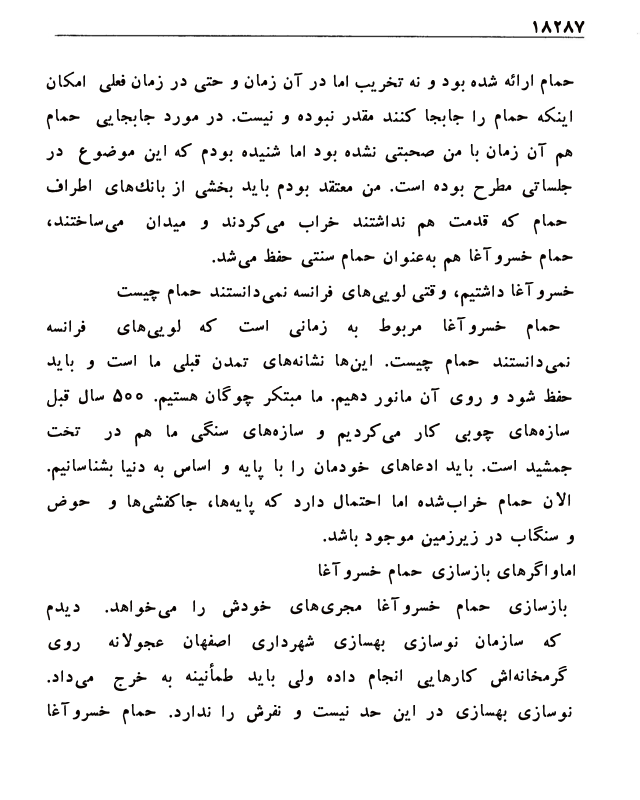 ۱۸۲۸۷
حمام ارائه شده بود و نه تخریب اما در آن زمان و حتی در زمان فعلی امکان
اینکه حمام را جابجا کنند مقدر نبوده و نیست. در مورد جابجایی حمام
هم آن زمان با من صحبتی نشده بود اما شنیده بودم که این موضوع در
جلساتی مطرح بوده است. من معتقد بودم باید بخشی از بانک‌های اطراف
حمام که قدمت هم نداشتند خراب می‌کردند و میدان می‌ساختند،
حمام خسروآغا هم به‌عنوان حمام سنتی حفظ می‌شد.
خسروآغا داشتیم، وقتی لویی‌های فرانسه نمی‌دانستند حمام چیست
حمام خسروآغا مربوط به زمانی است که لویی‌های فرانسه
نمی‌دانستند حمام چیست. این‌ها نشانه‌های تمدن قبلی ما است و باید
حفظ شود و روی آن مانور دهیم. ما مبتکر چوگان هستیم. ۵۰۰ سال قبل
سازه‌های چوبی کار می‌کردیم و سازه‌های سنگی ما هم در تخت
جمشید است. باید ادعاهای خودمان را با پایه و اساس به دنیا بشناسانیم.
الان حمام خراب‌شده اما احتمال دارد که پایه‌ها، جاکفشی‌ها و حوض
و سنگاب در زیرزمین موجود باشد.
اماواگرهای بازسازی حمام خسروآغا
بازسازی حمام خسروآغا مجری‌های خودش را می‌خواهد. دیدم
که سازمان نوسازی بهسازی شهرداری اصفهان عجولانه روی
گرمخانه‌اش کارهایی انجام داده ولی باید طمأنینه به خرج می‌داد.
نوسازی بهسازی در این حد نیست و نفرش را ندارد. حمام خسروآغا